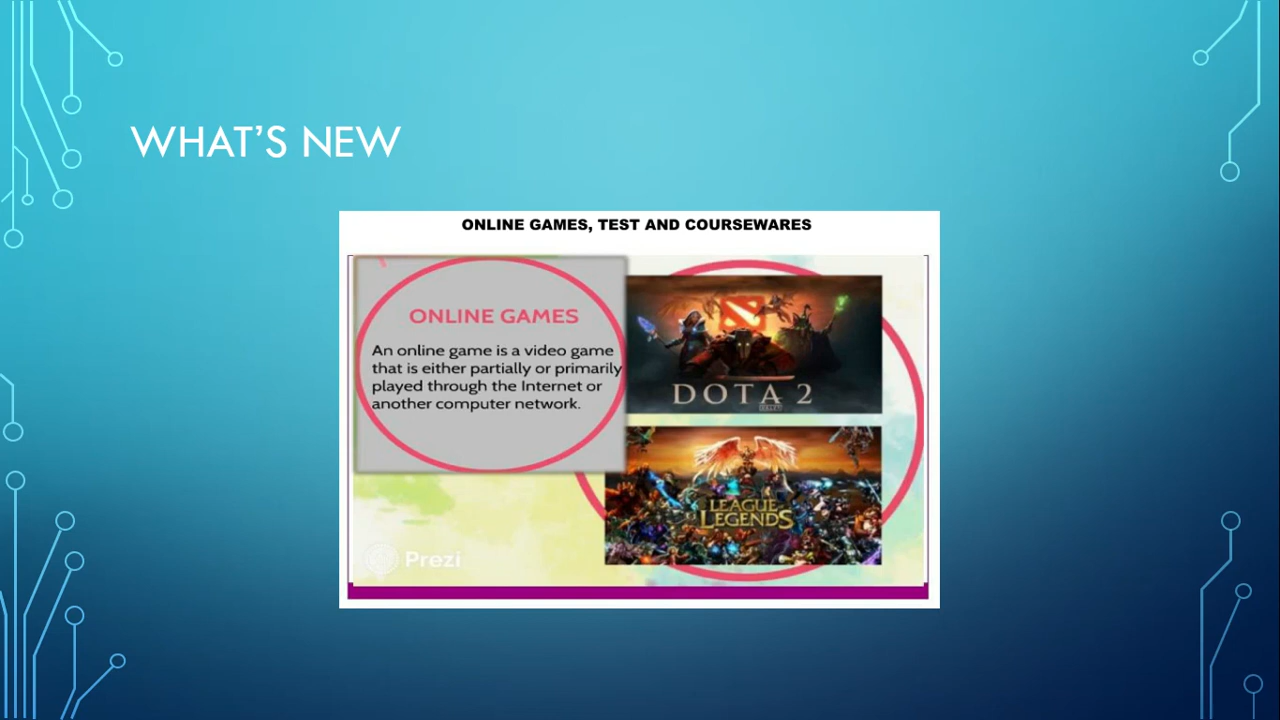 WHAT'S NEW
ONLINE GAMES, TEST AND COURSEWARES
ONLINE GAMES
An online game is a video game
that is either partially or primarily
played through the Internet or
another computer network.
DOTA 2
LEAGUE
LEGENDS
Prezi